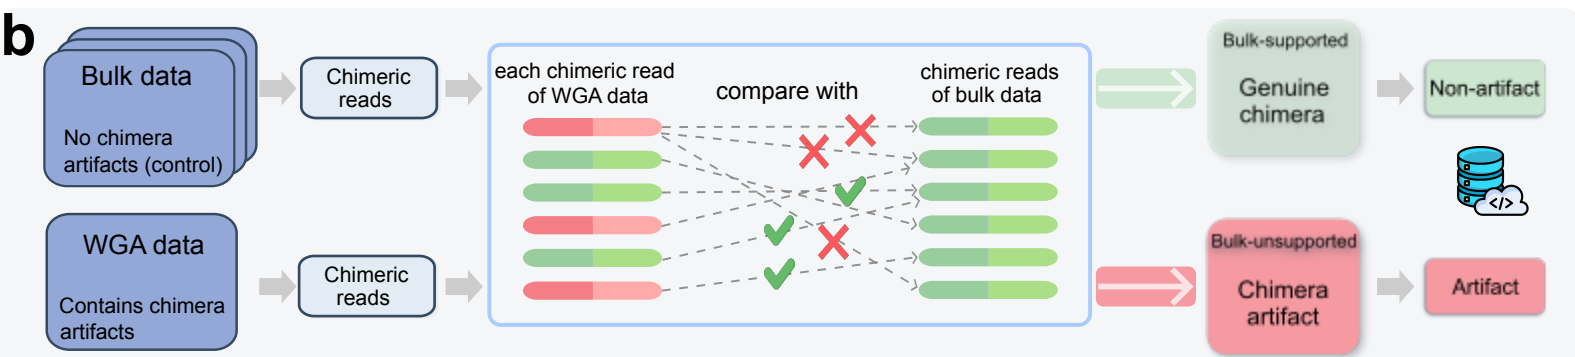 b
Bulk data
No chimera
artifacts (control)
Chimeric
reads
each chimeric read
of WGA data
compare with
chimeric reads
of bulk data
Bulk-supported
Genuine
chimera
Non-artifact
</>
WGA data
Contains chimera
artifacts
Chimeric
reads
Bulk-unsupported
Chimera
artifact
Artifact